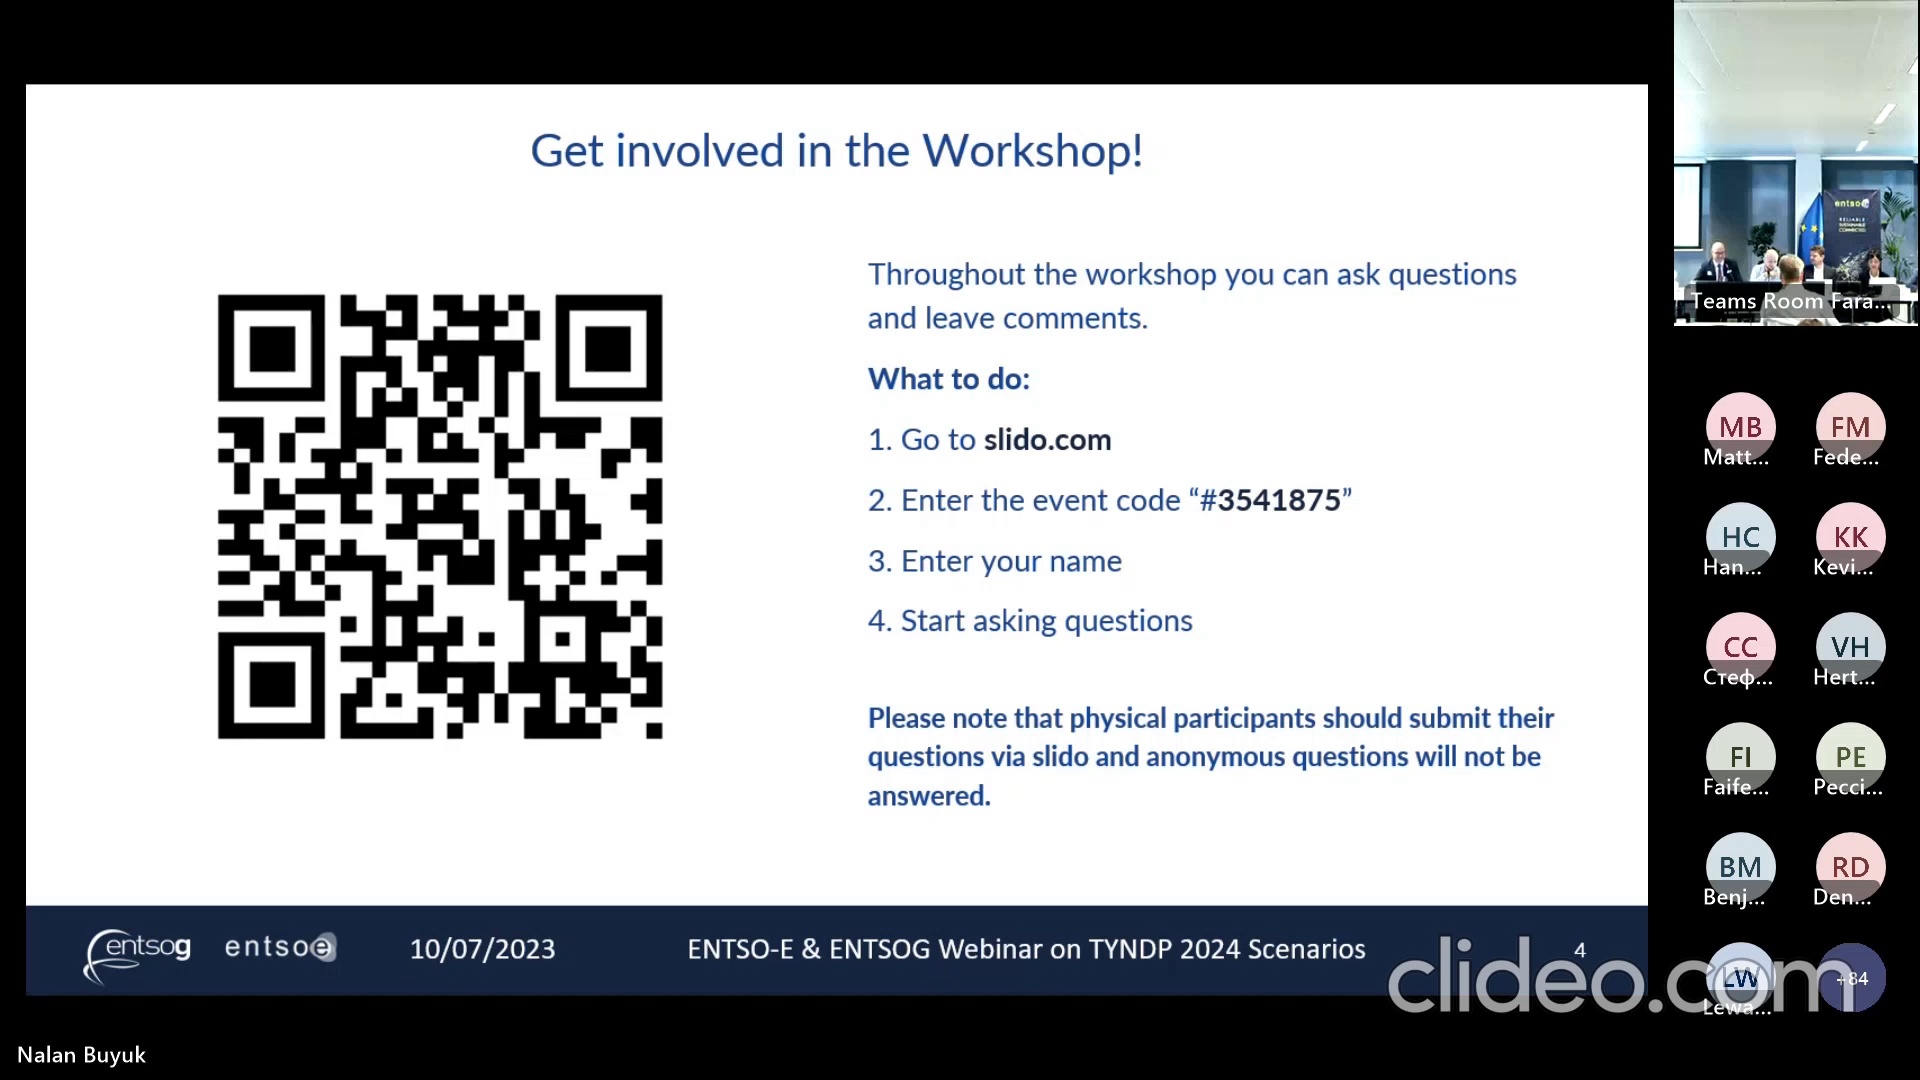 Get involved in the Workshop!
Throughout the workshop you can ask questions
and leave comments.
What to do:
1. Go to slido.com
2. Enter the event code “#3541875”
3. Enter your name
4. Start asking questions
Please note that physical participants should submit their
questions via slido and anonymous questions will not be
answered.
entsog
entsoe
10/07/2023
ENTSO-E & ENTSOG Webinar on TYNDP 2024 Scenarios
4
clideo.com
Nalan Buyuk
entsoe
RELIABLE
SUSTAINABLE
CONNECTED
Teams Room Fara...
MB
Matt...
FM
Fede...
HC
Han...
KK
Kevi...
CC
Стеф...
VH
Hert...
FI
Faife...
PE
Pecci...
BM
Benj...
RD
Den...
LW
Lewa...
+84